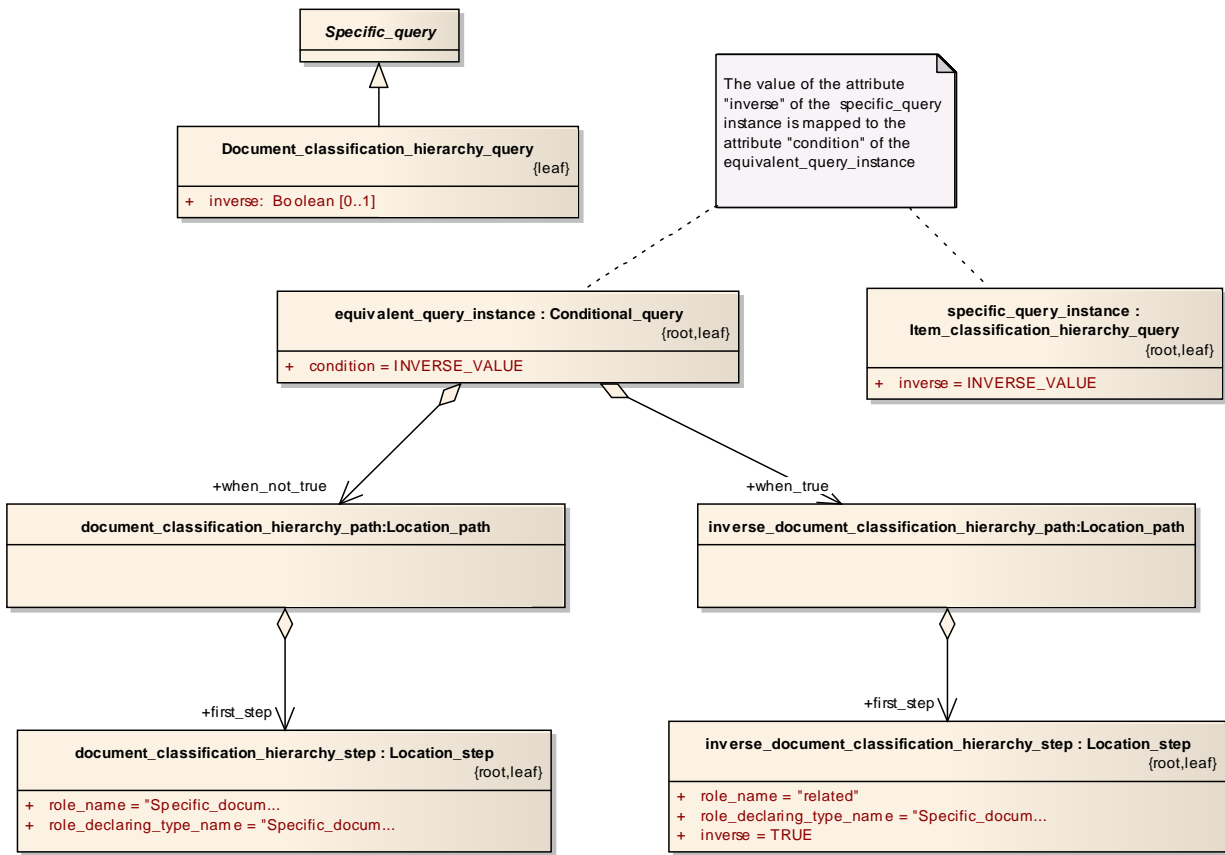 Specific_query
Document_classification_hierarchy_query
{leaf}
+ inverse: Boolean [0..1]
The value of the attribute
"inverse" of the specific_query
instance is mapped to the
attribute "condition" of the
equivalent_query_instance
equivalent_query_instance : Conditional_query
{root,leaf}
+ condition = INVERSE_VALUE
specific_query_instance :
Item_classification_hierarchy_query
{root,leaf}
+ inverse = INVERSE_VALUE
+when_not_true
+when_true
document_classification_hierarchy_path:Location_path
inverse_document_classification_hierarchy_path:Location_path
+first_step
+first_step
document_classification_hierarchy_step : Location_step
{root,leaf}
+ role_name = "Specific_docum...
+ role_declaring_type_name = "Specific_docum...
inverse_document_classification_hierarchy_step : Location_step
{root,leaf}
+ role_name = "related"
+ role_declaring_type_name = "Specific_docum...
+ inverse = TRUE